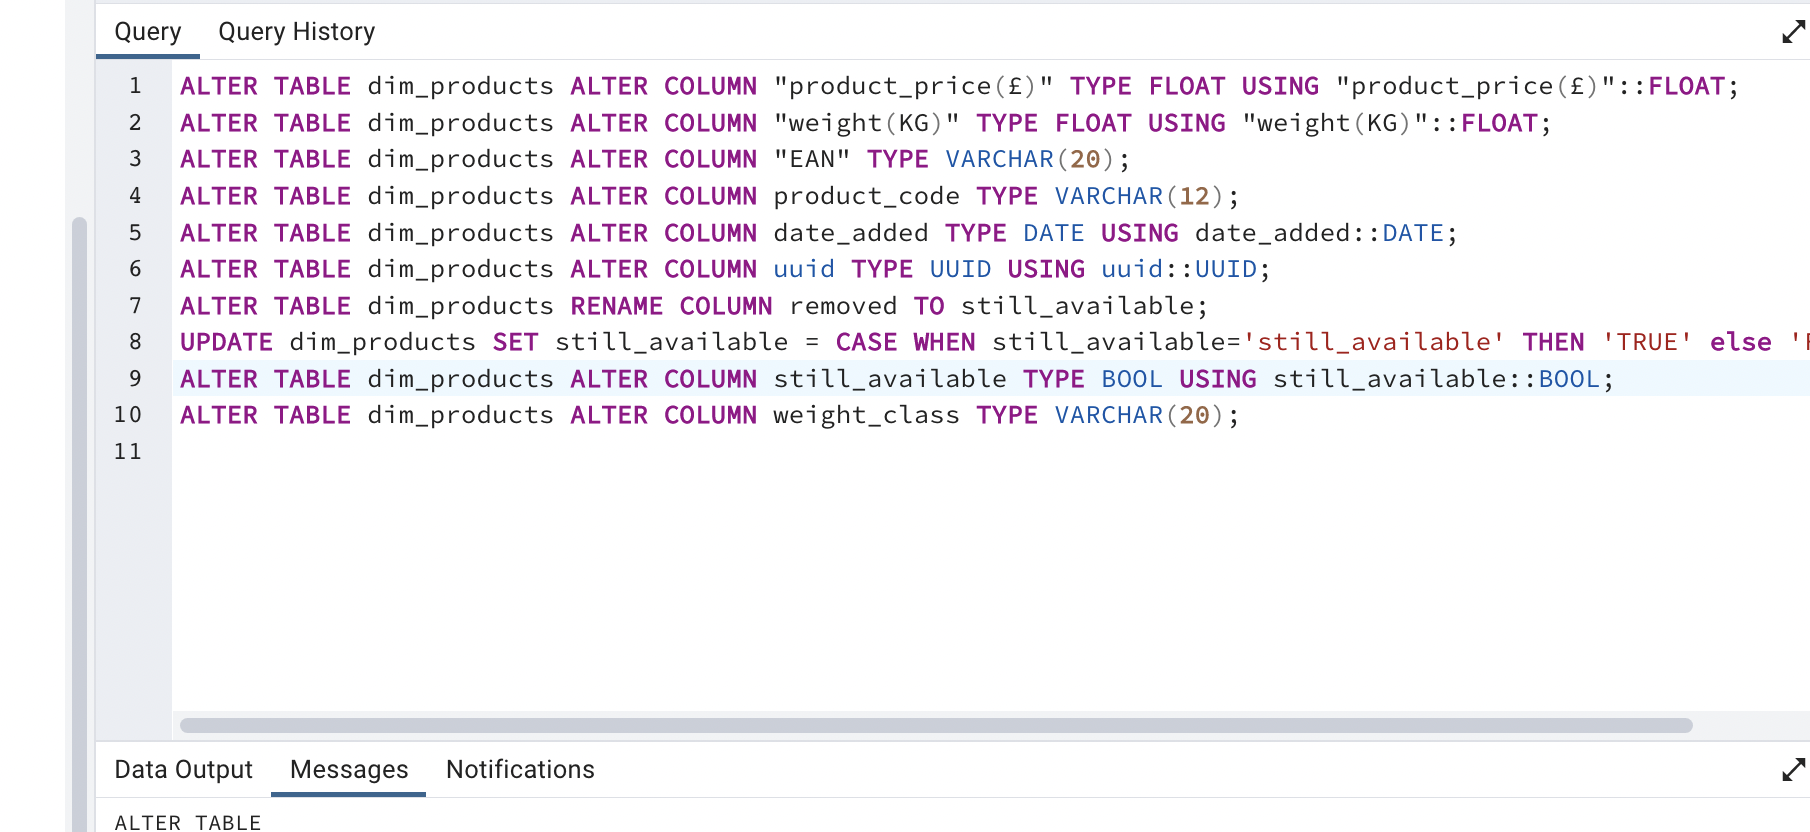 Query Query History
1 ALTER TABLE dim_products ALTER COLUMN "product_price(£)" TYPE FLOAT USING "product_price(£)"::FLOAT;
2 ALTER TABLE dim_products ALTER COLUMN "weight(KG)" TYPE FLOAT USING "weight(KG)"::FLOAT;
3 ALTER TABLE dim_products ALTER COLUMN "EAN" TYPE VARCHAR(20);
4 ALTER TABLE dim_products ALTER COLUMN product_code TYPE VARCHAR(12);
5 ALTER TABLE dim_products ALTER COLUMN date_added TYPE DATE USING date_added::DATE;
6 ALTER TABLE dim_products ALTER COLUMN uuid TYPE UUID USING uuid::UUID;
7 ALTER TABLE dim_products RENAME COLUMN removed TO still_available;
8 UPDATE dim_products SET still_available = CASE WHEN still_available='still_available' THEN 'TRUE' else '
9 ALTER TABLE dim_products ALTER COLUMN still_available TYPE BOOL USING still_available::BOOL;
10 ALTER TABLE dim_products ALTER COLUMN weight_class TYPE VARCHAR(20);
11
Data Output Messages Notifications
ALTER TABLE